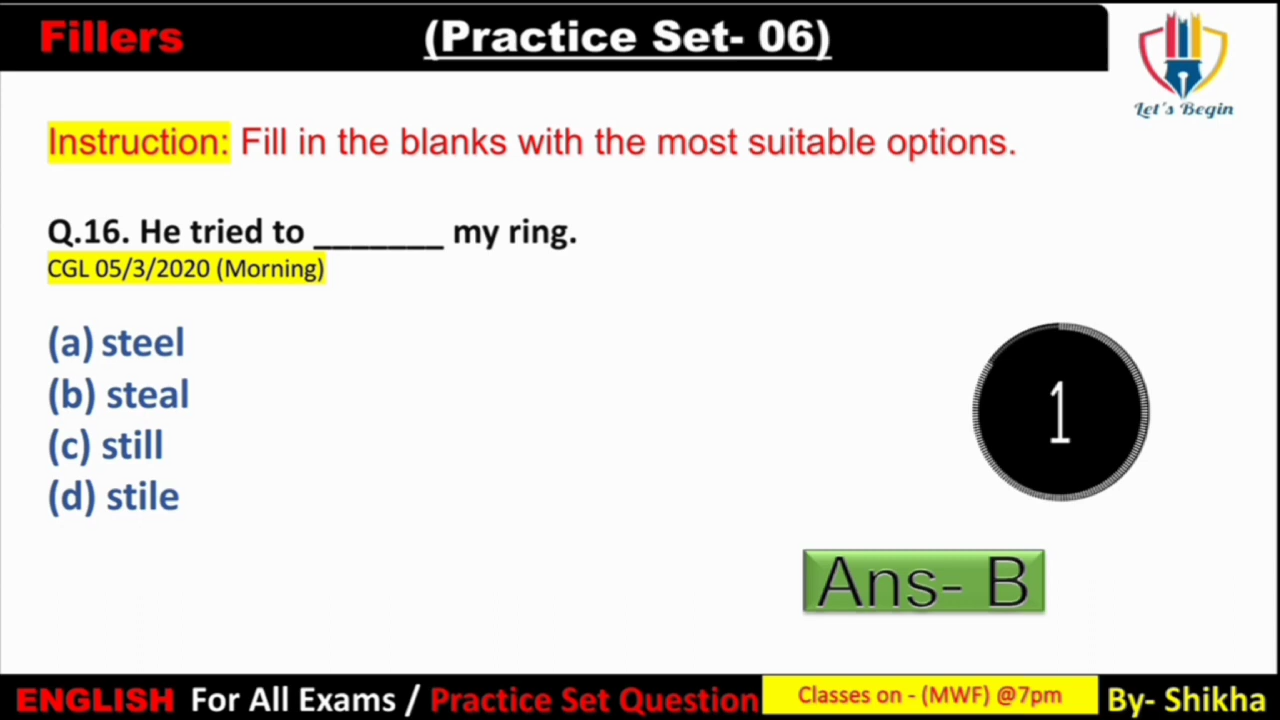 Fillers
(Practice Set- 06)
Let's Begin
Instruction: Fill in the blanks with the most suitable options.
Q.16. He tried to _______ my ring.
CGL 05/3/2020 (Morning)
(a) steel
(b) steal
(c) still
(d) stile
1
Ans- B
ENGLISH For All Exams / Practice Set Question
Classes on - (MWF) @7pm
By- Shikha